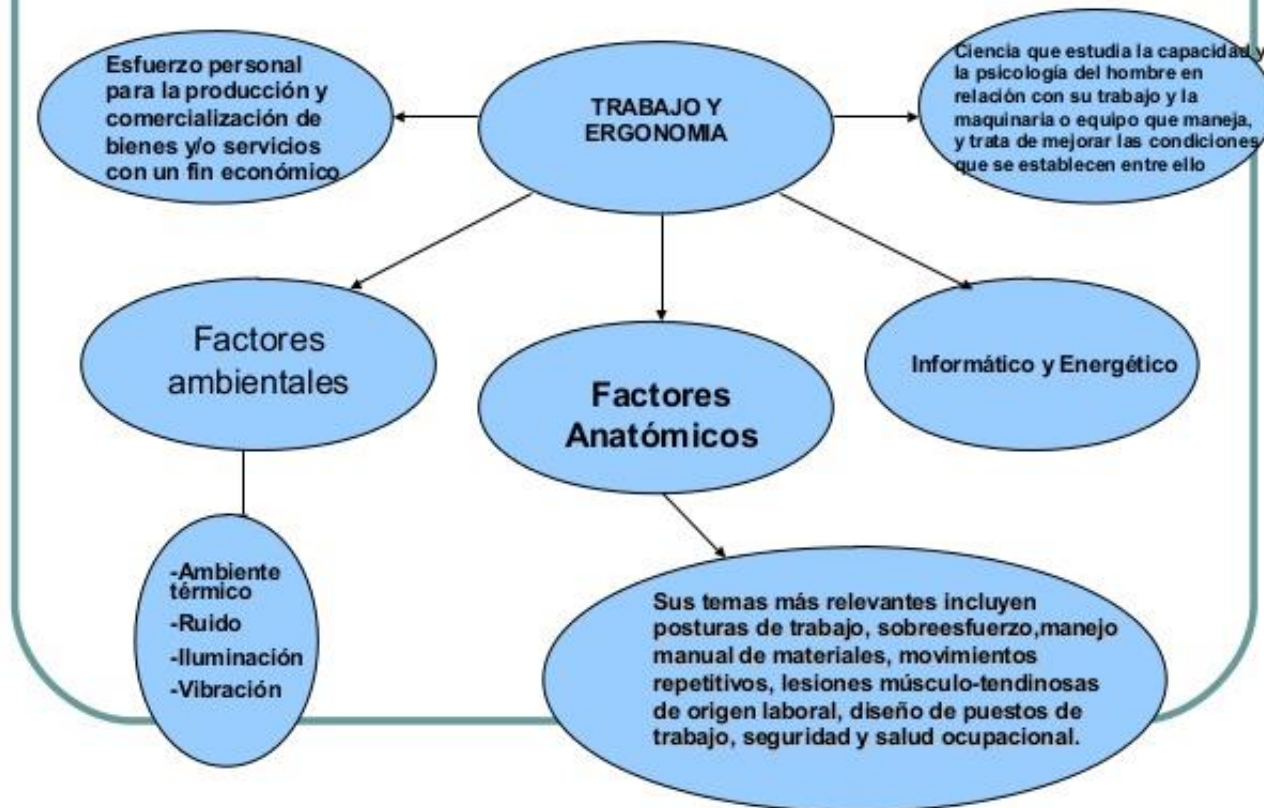 Esfuerzo personal
para la producción y
comercialización de
bienes y/o servicios
con un fin económico
TRABAJO Y
ERGONOMIA
Ciencia que estudia la capacidad y
la psicología del hombre en
relación con su trabajo y la
maquinaria o equipo que maneja,
y trata de mejorar las condiciones
que se establecen entre ello
Factores
ambientales
Factores
Anatómicos
Informático y Energético
-Ambiente
térmico
-Ruido
-Iluminación
-Vibración
Sus temas más relevantes incluyen
posturas de trabajo, sobreesfuerzo,manejo
manual de materiales, movimientos
repetitivos, lesiones músculo-tendinosas
de origen laboral, diseño de puestos de
trabajo, seguridad y salud ocupacional.